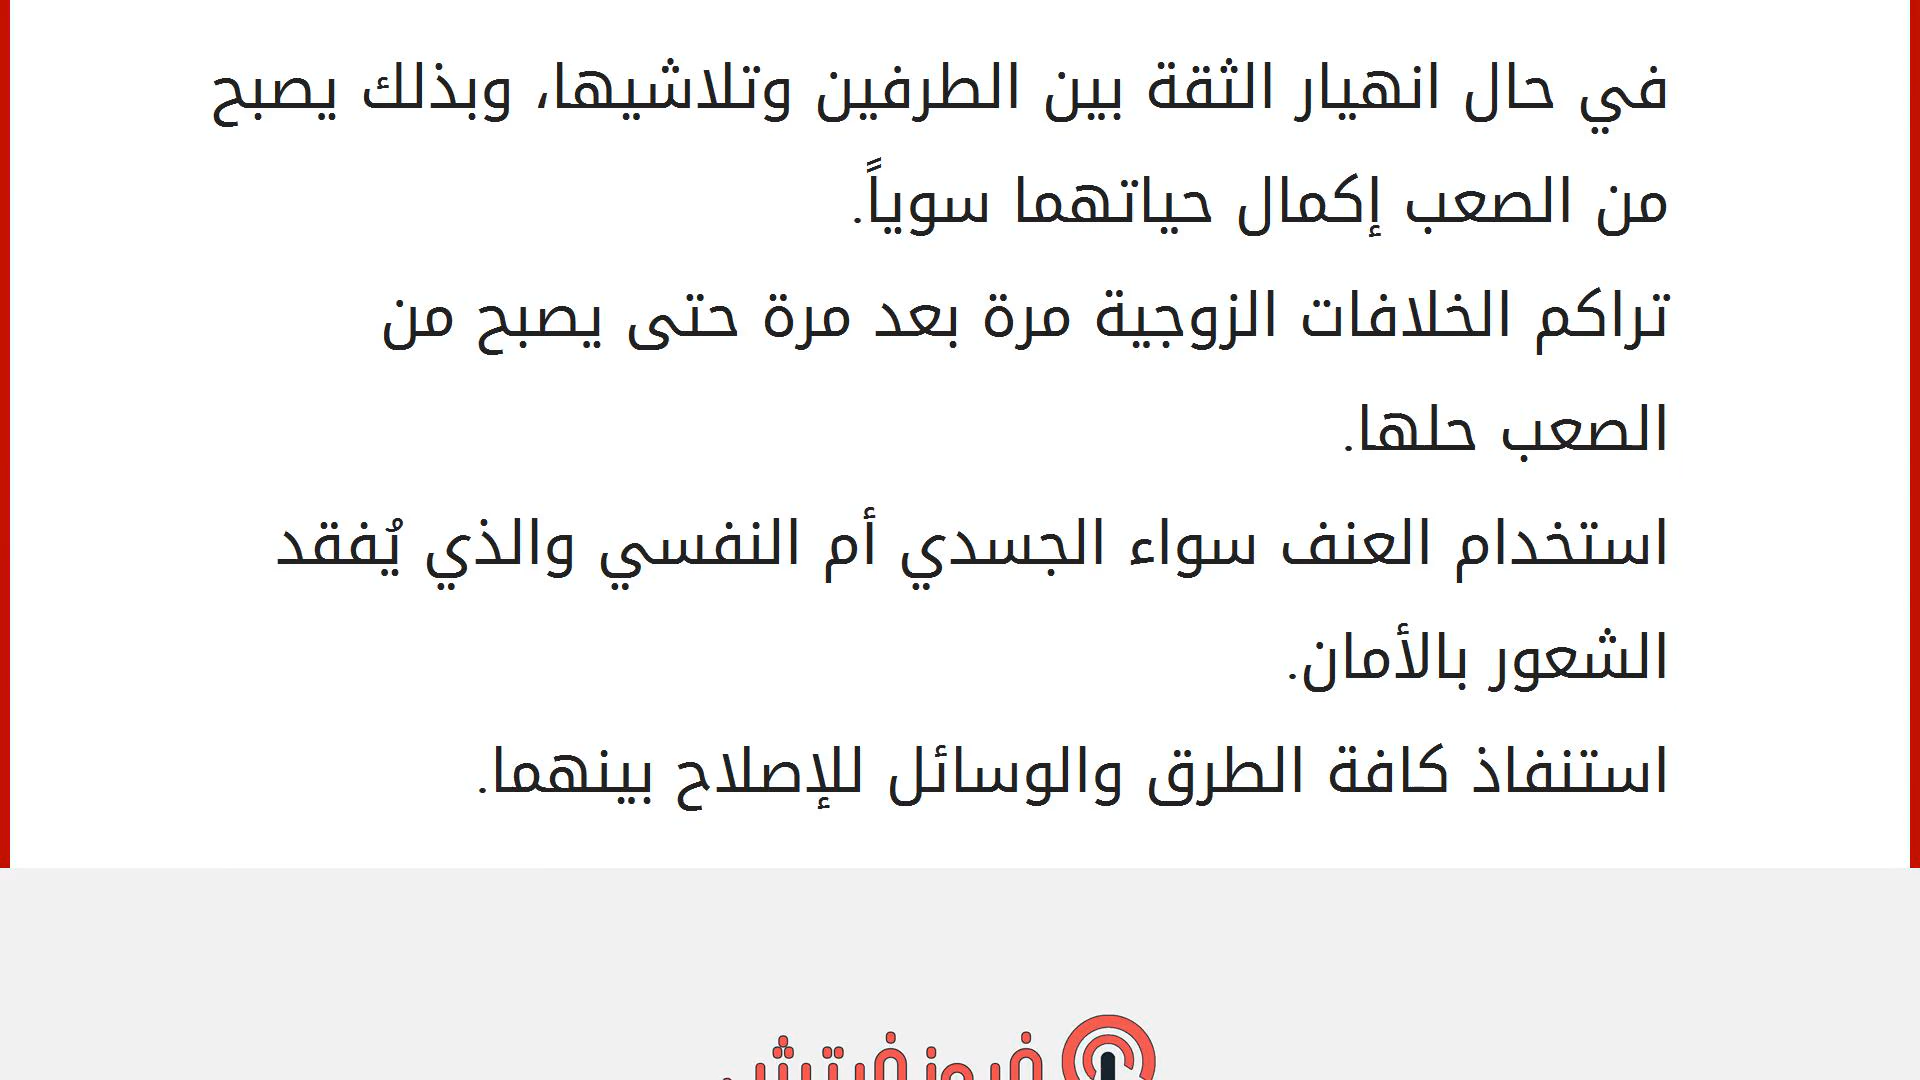 في حال انهيار الثقة بين الطرفين وتلاشيها، وبذلك يصبح
من الصعب إكمال حياتهما سوياً.
تراكم الخلافات الزوجية مرة بعد مرة حتى يصبح من
الصعب حلها.
استخدام العنف سواء الجسدي أم النفسي والذي يُفقد
الشعور بالأمان.
استنفاذ كافة الطرق والوسائل للإصلاح بينهما.